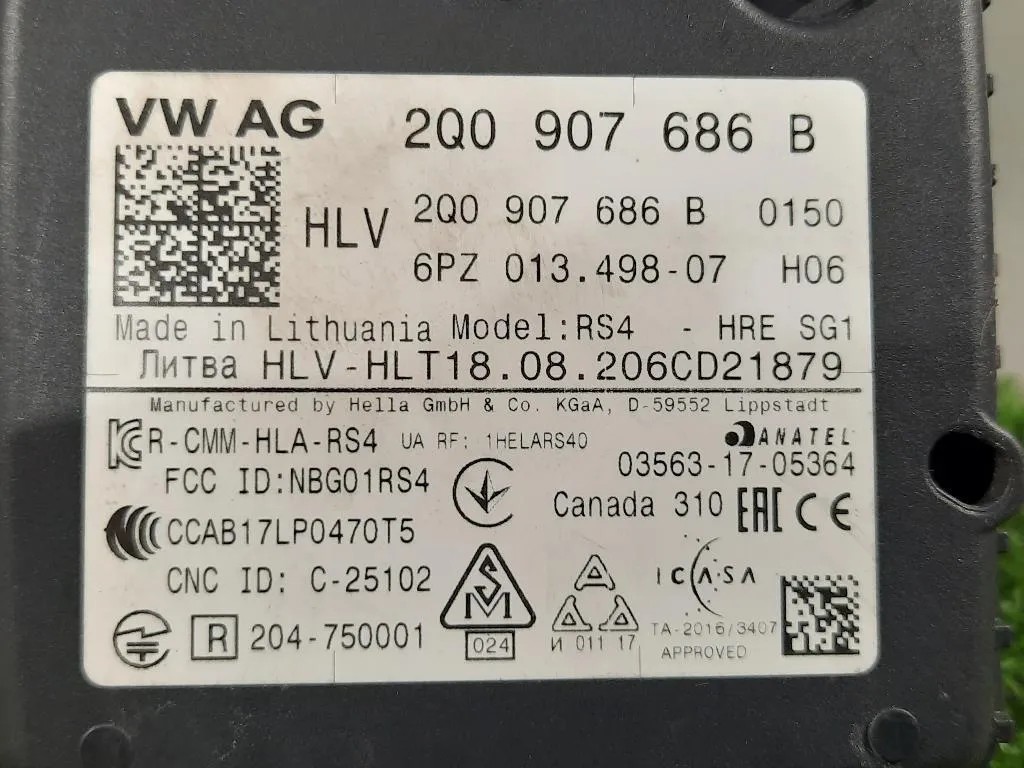 VW AG 2Q0 907 686 B
HLV 2Q0 907 686 B 0150
6PZ 013.498-07 H06
Made in Lithuania Model:RS4 - HRE SG1
Литва HLV-HLT18.08.206CD21879
Manufactured by Hella GmbH & Co. KGaA, D-59552 Lippstadt
R-CMM-HLA-RS4 UA RF: 1HELARS40 ANATEL
FCC ID:NBG01RS4 03563-17-05364
Canada 310 EAC CE
CCAB17LP0470T5
CNC ID: C-25102 SM ICASA
R 204-750001 024 И 011 17 TA-2016/3407
APPROVED